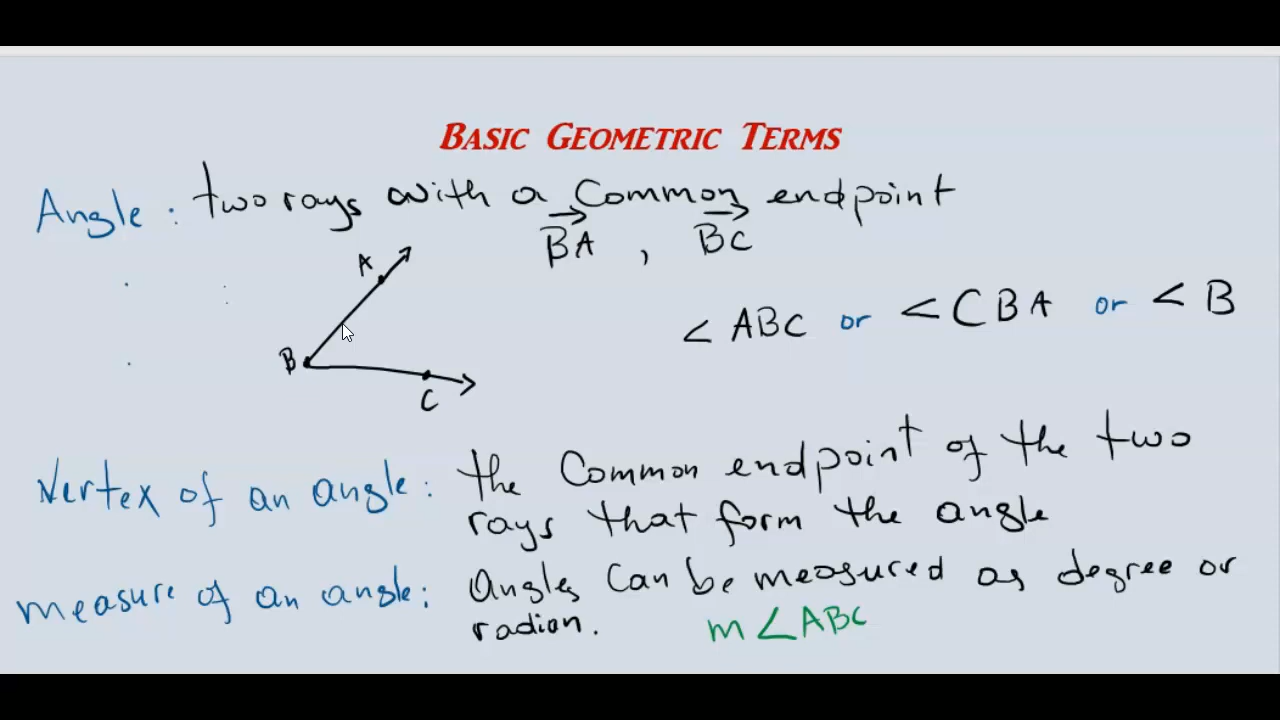 BASIC GEOMETRIC TERMS
Angle: two rays with a common endpoint
→BA , →BC
A
∠ABC or ∠CBA or ∠B
B
C
Vertex of an angle: the common endpoint of the two
rays that form the angle
measure of an angle: Angles can be measured as degree or
radian. m∠ABC